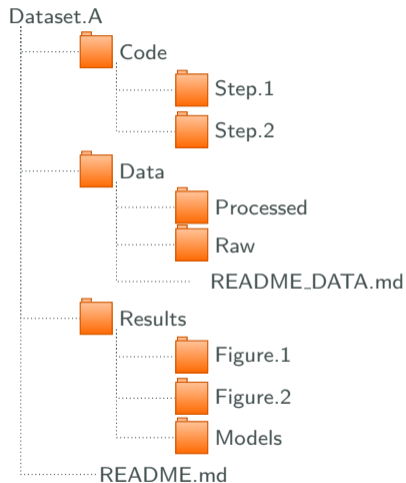 Dataset.A
Code
Step.1
Step.2
Data
Processed
Raw
README_DATA.md
Results
Figure.1
Figure.2
Models
README.md